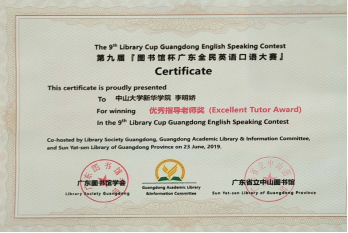 The 9th Library Cup Guangdong English Speaking Contest
第九届『图书馆杯广东全民英语口语大赛』
Certificate
This certificate is proudly presented
To 中山大学新华学院 李明娇
For winning 优秀指导老师奖 (Excellent Tutor Award)
In the 9th Library Cup Guangdong English Speaking Contest
Co-hosted by Library Society Guangdong, Guangdong Academic Library & Information Committee,
and Sun Yat-sen Library of Guangdong Province on 23 June, 2019.
广东图书馆学会
Library Society Guangdong
Guangdong Academic Library
&Information Committee
广东省立中山图书馆
Sun Yat-sen Library of Guangdong Province